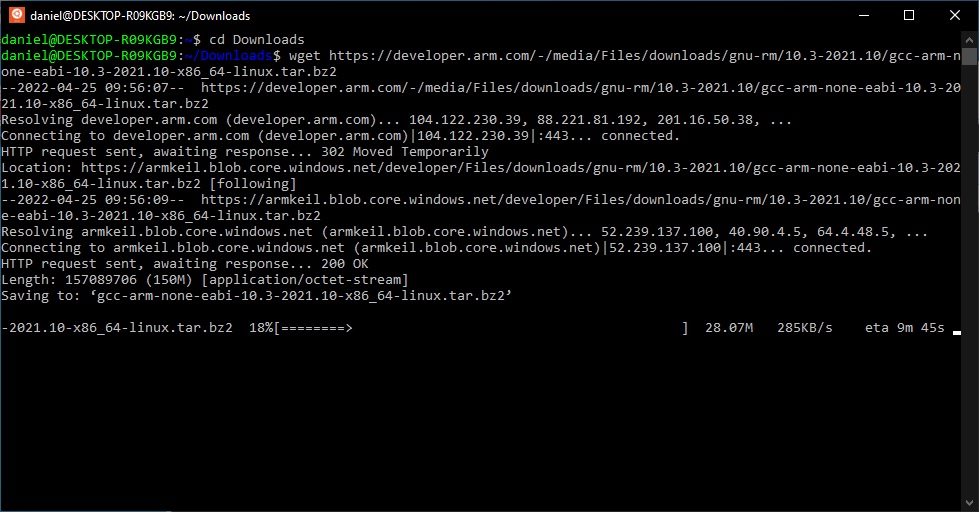 daniel@DESKTOP-R09KGB9: ~/Downloads
daniel@DESKTOP-R09KGB9:~$ cd Downloads
daniel@DESKTOP-R09KGB9:~/Downloads$ wget https://developer.arm.com/-/media/Files/downloads/gnu-rm/10.3-2021.10/gcc-arm-n
one-eabi-10.3-2021.10-x86_64-linux.tar.bz2
--2022-04-25 09:56:07--  https://developer.arm.com/-/media/Files/downloads/gnu-rm/10.3-2021.10/gcc-arm-none-eabi-10.3-20
21.10-x86_64-linux.tar.bz2
Resolving developer.arm.com (developer.arm.com)... 104.122.230.39, 88.221.81.192, 201.16.50.38, ...
Connecting to developer.arm.com (developer.arm.com)|104.122.230.39|:443... connected.
HTTP request sent, awaiting response... 302 Moved Temporarily
Location: https://armkeil.blob.core.windows.net/developer/Files/downloads/gnu-rm/10.3-2021.10/gcc-arm-none-eabi-10.3-202
1.10-x86_64-linux.tar.bz2 [following]
--2022-04-25 09:56:09--  https://armkeil.blob.core.windows.net/developer/Files/downloads/gnu-rm/10.3-2021.10/gcc-arm-non
e-eabi-10.3-2021.10-x86_64-linux.tar.bz2
Resolving armkeil.blob.core.windows.net (armkeil.blob.core.windows.net)... 52.239.137.100, 40.90.4.5, 64.4.48.5, ...
Connecting to armkeil.blob.core.windows.net (armkeil.blob.core.windows.net)|52.239.137.100|:443... connected.
HTTP request sent, awaiting response... 200 OK
Length: 157089706 (150M) [application/octet-stream]
Saving to: ‘gcc-arm-none-eabi-10.3-2021.10-x86_64-linux.tar.bz2’
-2021.10-x86_64-linux.tar.bz2  18%[========>                                         ]  28.07M   285KB/s    eta 9m 45s